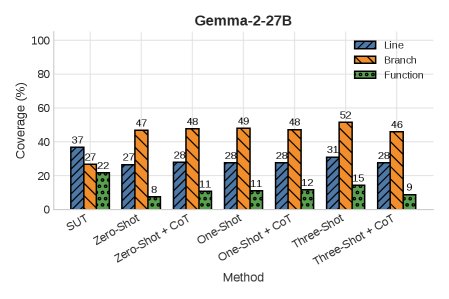 Gemma-2-27B
100
80
60
40
20
0
Coverage (%)
Line
Branch
Function
37
27
22
27
47
8
28
48
11
28
49
11
28
48
12
31
52
15
28
46
9
SUT
Zero-Shot
Zero-Shot + CoT
One-Shot
One-Shot + CoT
Three-Shot
Three-Shot + CoT
Method